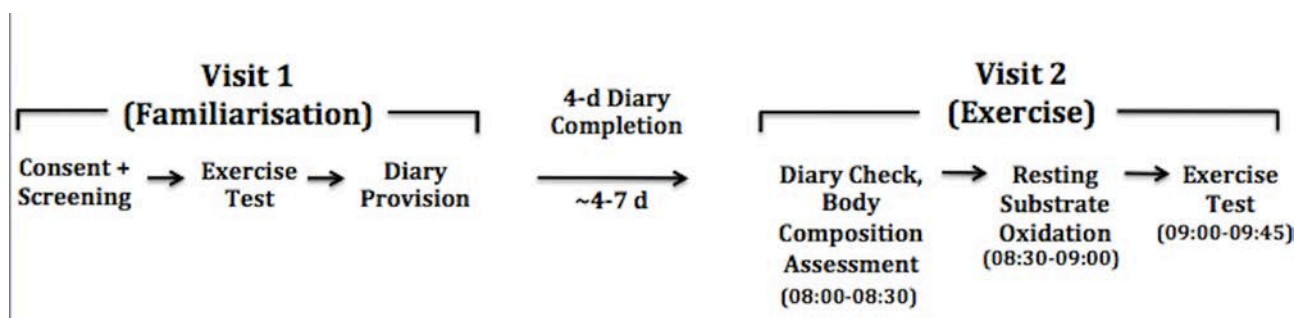 Visit 1
(Familiarisation)
Consent +
Screening
Exercise
Test
Diary
Provision
4-d Diary
Completion
~4-7 d
Visit 2
(Exercise)
Diary Check,
Body
Composition
Assessment
(08:00-08:30)
Resting
Substrate
Oxidation
(08:30-09:00)
Exercise
Test
(09:00-09:45)